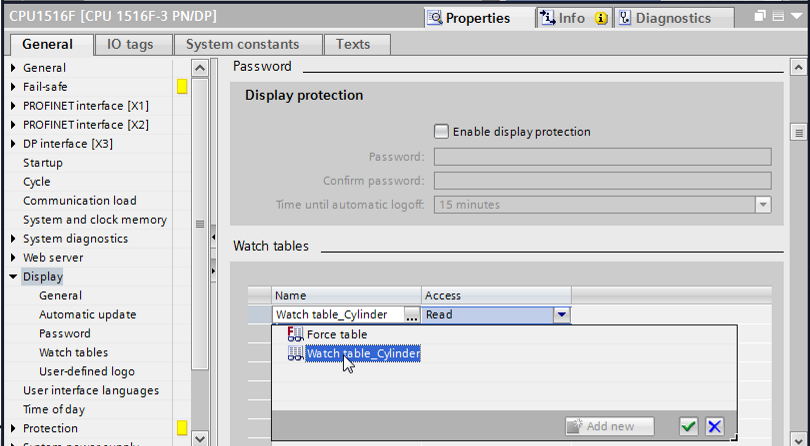 CPU1516F [CPU 1516F-3 PN/DP]
Properties
Info
Diagnostics
General
IO tags
System constants
Texts
General
Fail-safe
PROFINET interface [X1]
PROFINET interface [X2]
DP interface [X3]
Startup
Cycle
Communication load
System and clock memory
System diagnostics
Web server
Display
General
Automatic update
Password
Watch tables
User-defined logo
User interface languages
Time of day
Protection
System power supply
Password
Display protection
Enable display protection
Password:
Confirm password:
Time until automatic logoff: 15 minutes
Watch tables
Name Access
Watch table_Cylinder ... Read
Force table
Watch table_Cylinder
Add new